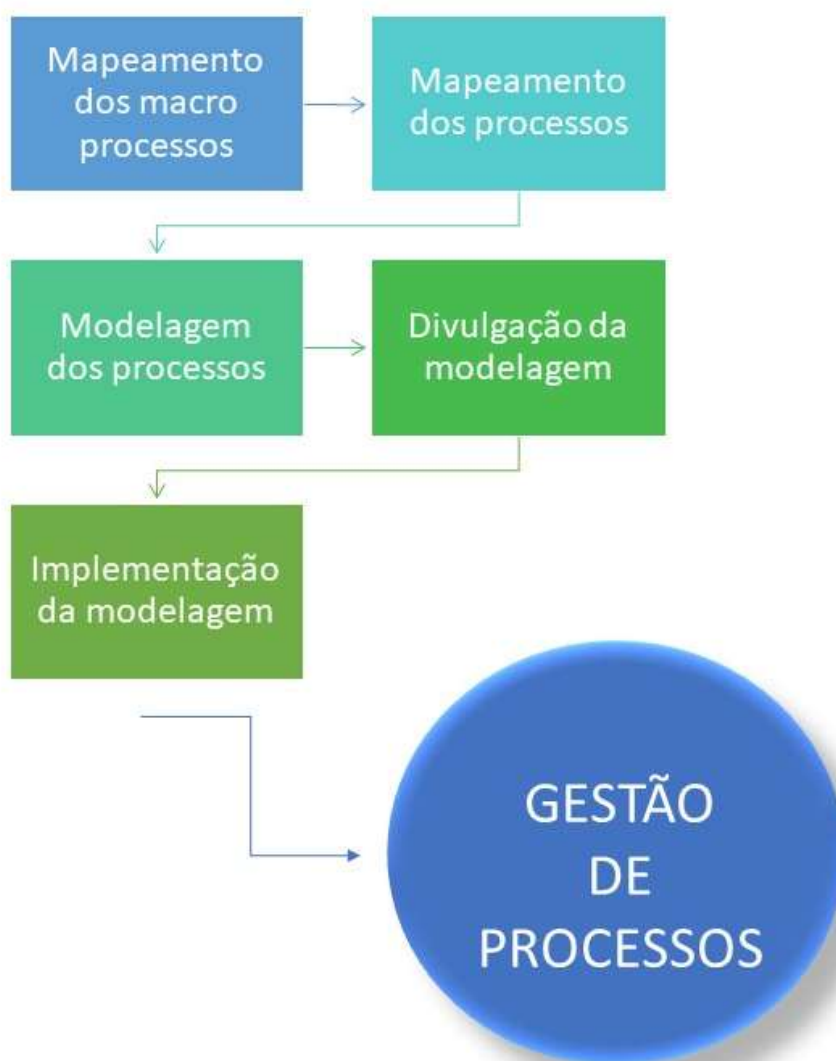 Mapeamento
dos macro
processos
Mapeamento
dos processos
Modelagem
dos processos
Divulgação da
modelagem
Implementação
da modelagem
GESTÃO
DE
PROCESSOS